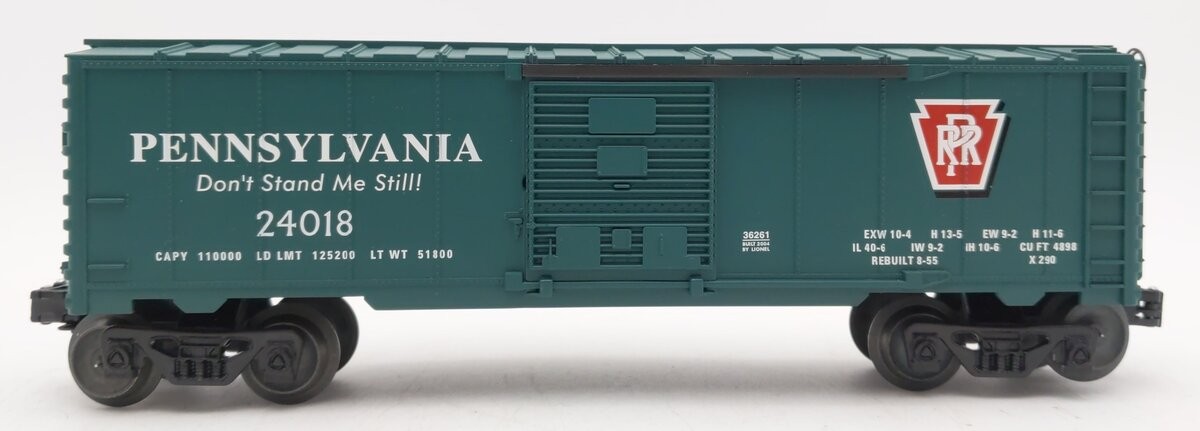 PENNSYLVANIA
Don't Stand Me Still!
24018
CAPY 110000 LD LMT 125200 LT WT 51800
36261
BUILT 2004
BY LIONEL
PRR
EXW 10-4 H 13-5 EW 9-2 H 11-6
IL 40-6 IW 9-2 IH 10-6 CU FT 4898
REBUILT 8-55 X 290